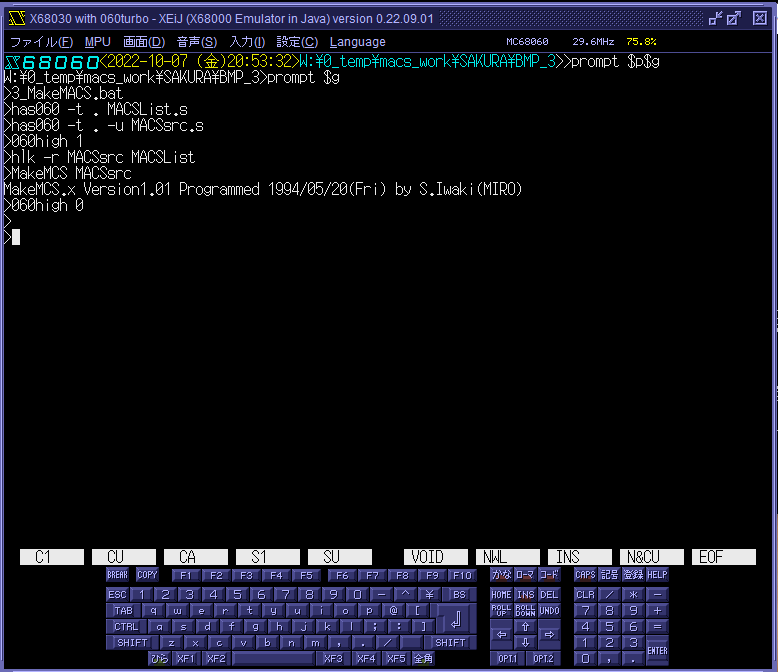 X68030 with 060turbo - XEiJ (X68000 Emulator in Java) version 0.22.09.01
ファイル(F) MPU 画面(D) 音声(S) 入力(I) 設定(C) Language MC68060 29.6MHz 75.8%
X68060<2022-10-07 (金)20:53:32>W:¥0_temp¥macs_work¥SAKURA¥BMP_3>>prompt $p$g
W:¥0_temp¥macs_work¥SAKURA¥BMP_3>prompt $g
>3_MakeMACS.bat
>has060 -t . MACSList.s
>has060 -t . -u MACSsrc.s
>060high 1
>hlk -r MACSsrc MACSList
>MakeMCS MACSsrc
MakeMCS.x Version1.01 Programmed 1994/05/20(Fri) by S.Iwaki(MIRO)
>060high 0
>
>
C1 CU CA S1 SU VOID NWL INS N&CU EOF
BREAK COPY F1 F2 F3 F4 F5 F6 F7 F8 F9 F10 かな ローマ コード CAPS 記号 登録 HELP
ESC 1 2 3 4 5 6 7 8 9 0 - ^ ¥ BS HOME INS DEL CLR / * -
TAB q w e r t y u i o p @ [ ROLL UP ROLL DOWN UNDO 7 8 9 +
CTRL a s d f g h j k l ; : ] ⇦ ⇧ ⇨ 4 5 6 =
SHIFT z x c v b n m , . / SHIFT ⇩ 1 2 3 ENTER
ひら XF1 XF2 XF3 XF4 XF5 全角 OPT.1 OPT.2 0 , .